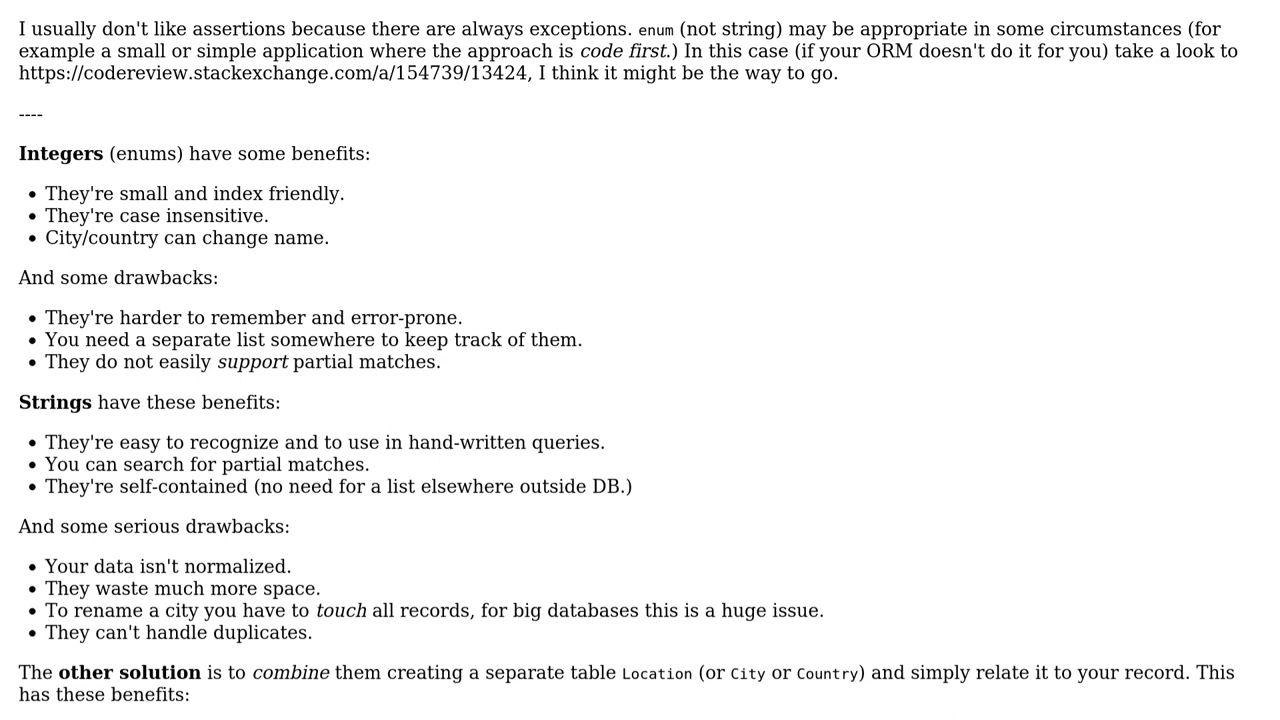 I usually don't like assertions because there are always exceptions. enum (not string) may be appropriate in some circumstances (for
example a small or simple application where the approach is code first.) In this case (if your ORM doesn't do it for you) take a look to
https://codereview.stackexchange.com/a/154739/13424, I think it might be the way to go.
----
Integers (enums) have some benefits:
• They're small and index friendly.
• They're case insensitive.
• City/country can change name.
And some drawbacks:
• They're harder to remember and error-prone.
• You need a separate list somewhere to keep track of them.
• They do not easily support partial matches.
Strings have these benefits:
• They're easy to recognize and to use in hand-written queries.
• You can search for partial matches.
• They're self-contained (no need for a list elsewhere outside DB.)
And some serious drawbacks:
• Your data isn't normalized.
• They waste much more space.
• To rename a city you have to touch all records, for big databases this is a huge issue.
• They can't handle duplicates.
The other solution is to combine them creating a separate table Location (or City or Country) and simply relate it to your record. This
has these benefits: